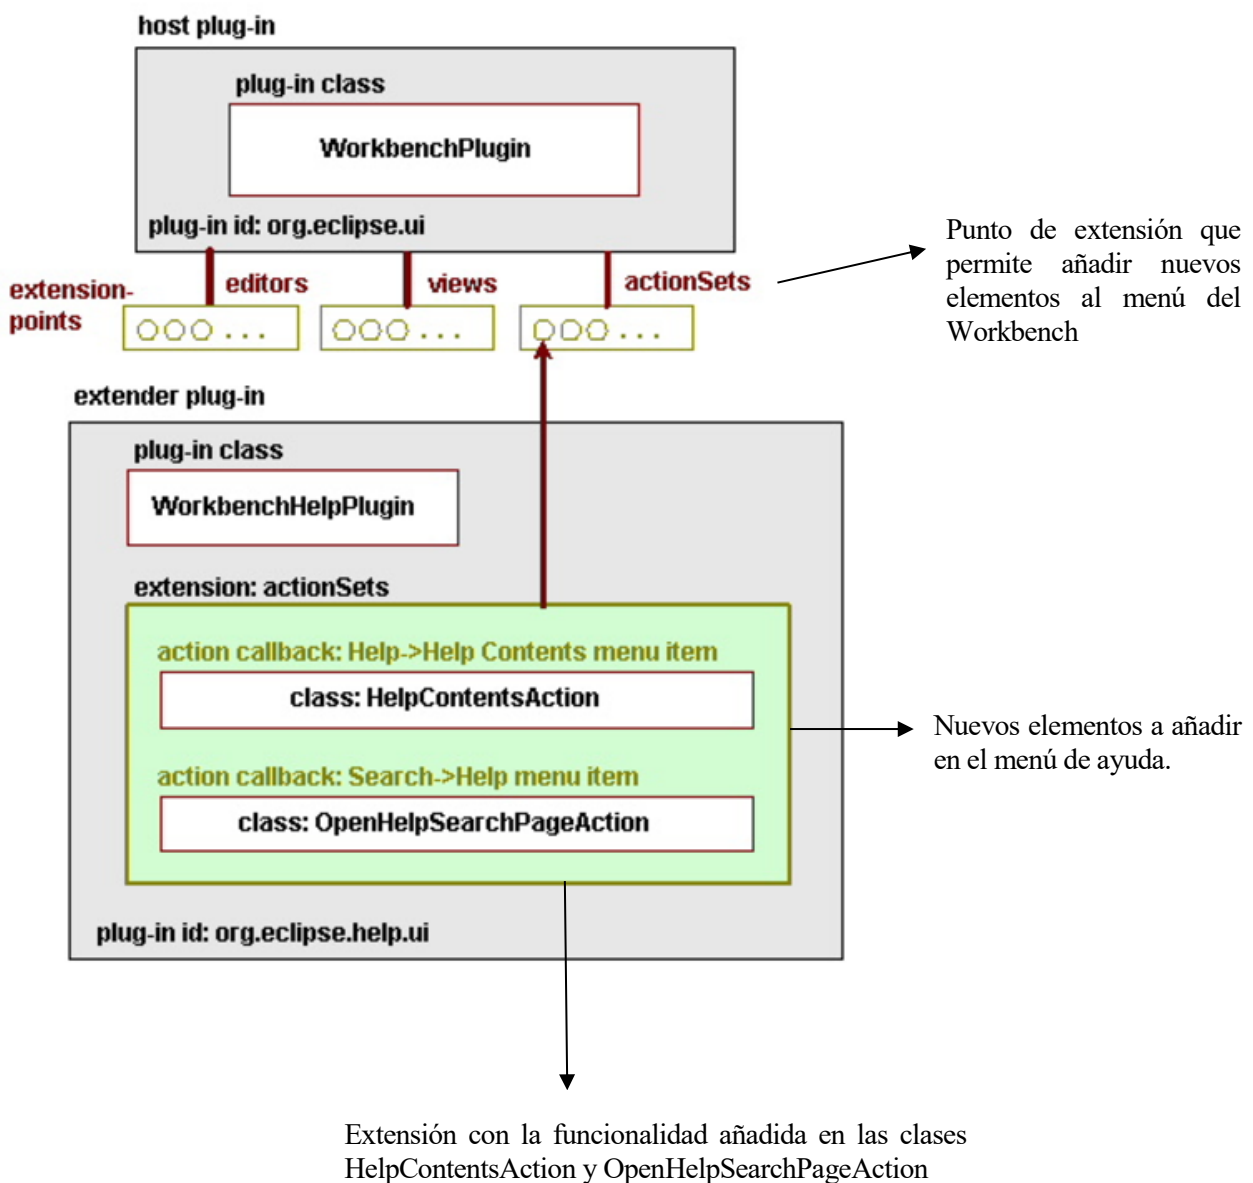 host plug-in
plug-in class
WorkbenchPlugin
plug-in id: org.eclipse.ui
extension-
points
editors
views
actionSets
Punto de extensión que
permite añadir nuevos
elementos al menú del
Workbench
extender plug-in
plug-in class
WorkbenchHelpPlugin
extension: actionSets
action callback: Help->Help Contents menu item
class: HelpContentsAction
action callback: Search->Help menu item
class: OpenHelpSearchPageAction
plug-in id: org.eclipse.help.ui
Nuevos elementos a añadir
en el menú de ayuda.
Extensión con la funcionalidad añadida en las clases
HelpContentsAction y OpenHelpSearchPageAction